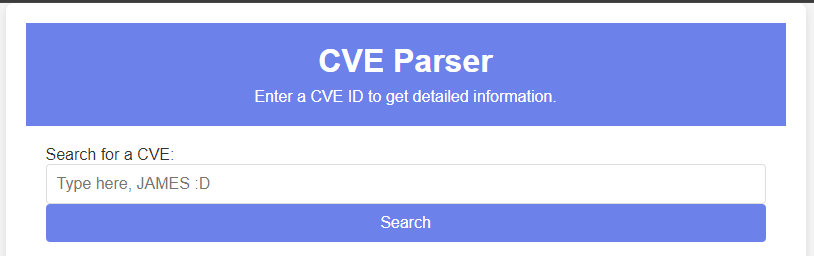 CVE Parser
Enter a CVE ID to get detailed information.
Search for a CVE:
Type here, JAMES :D
Search